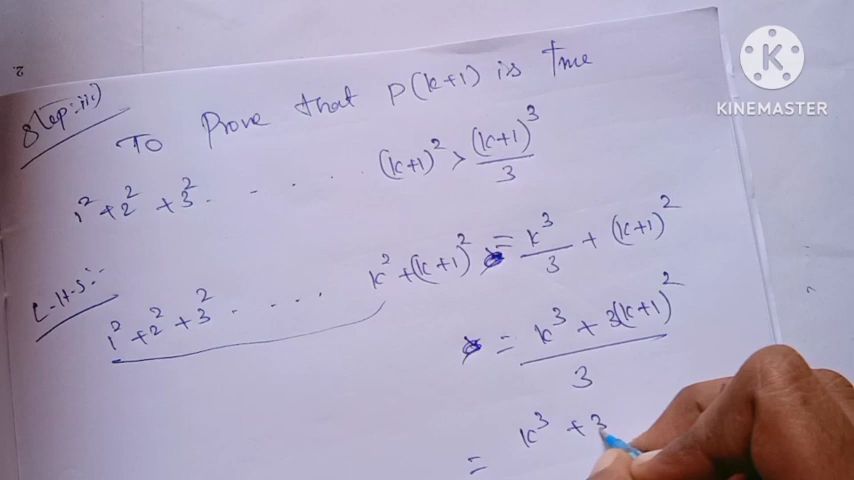 Step:iii)
To Prove that P(k+1) is True
1² + 2² + 3² - - . . . . (k+1)² > (k+1)³/3
L-H-S:-
1² + 2² + 3² - . . . . k² + (k+1)² = k³/3 + (k+1)²
= k³ + 3(k+1)²/3
= k³ + 3
K
KINEMASTER
2.